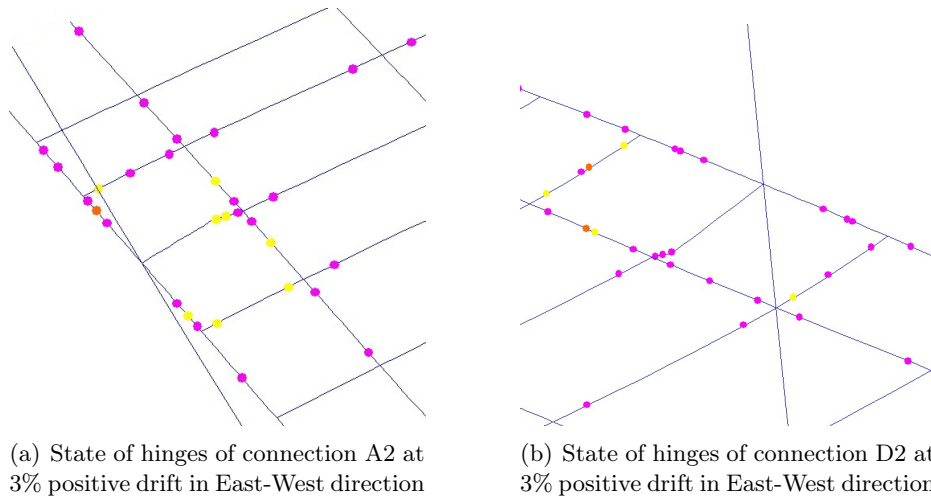 (a) State of hinges of connection A2 at
3% positive drift in East-West direction
(b) State of hinges of connection D2 at
3% positive drift in East-West direction